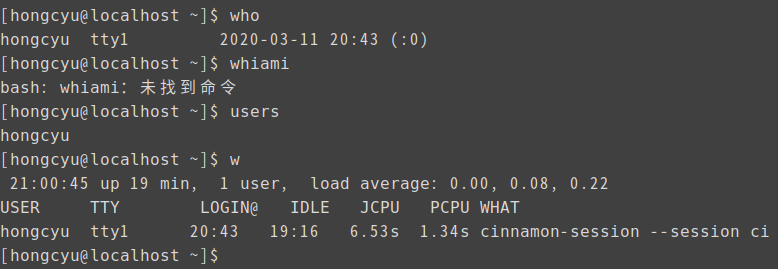 [hongcyu@localhost ~]$ who
hongcyu  tty1         2020-03-11 20:43 (:0)
[hongcyu@localhost ~]$ whiami
bash: whiami: 未找到命令
[hongcyu@localhost ~]$ users
hongcyu
[hongcyu@localhost ~]$ w
 21:00:45 up 19 min,  1 user,  load average: 0.00, 0.08, 0.22
USER     TTY        LOGIN@   IDLE   JCPU   PCPU WHAT
hongcyu  tty1      20:43   19:16   6.53s  1.34s cinnamon-session --session ci
[hongcyu@localhost ~]$